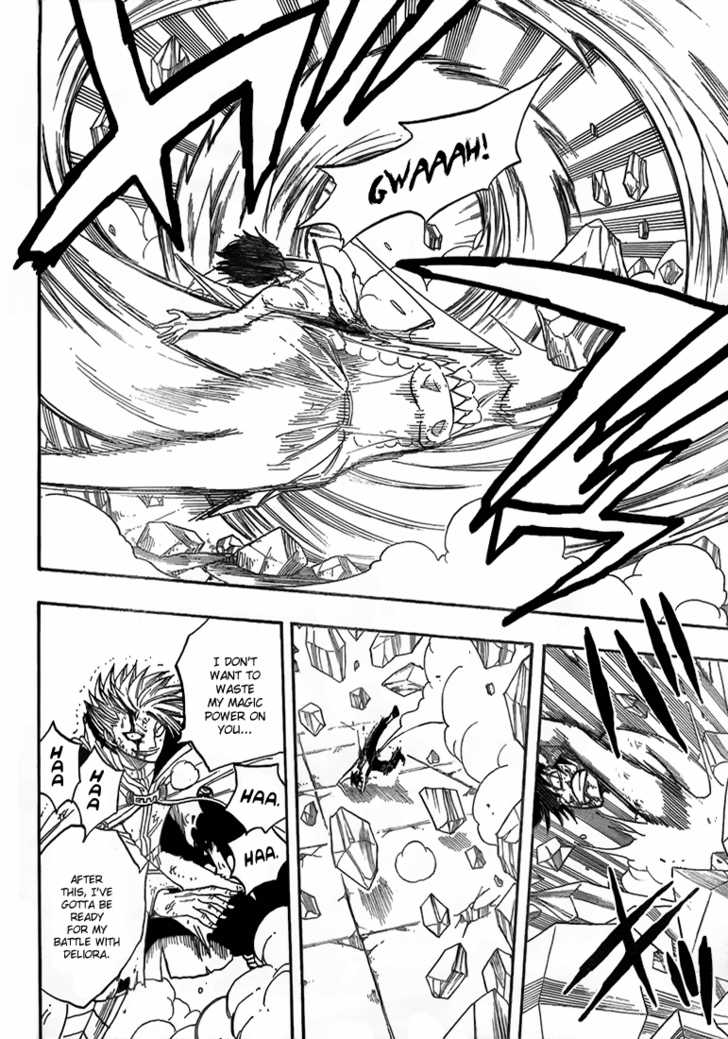 GWAAAH!
I DON'T
WANT TO
WASTE
MY MAGIC
POWER ON
YOU...
HAA
HAA
HAA..
HAA.
AFTER
THIS, I'VE
GOTTA BE
READY
FOR MY
BATTLE WITH
DELIORA.